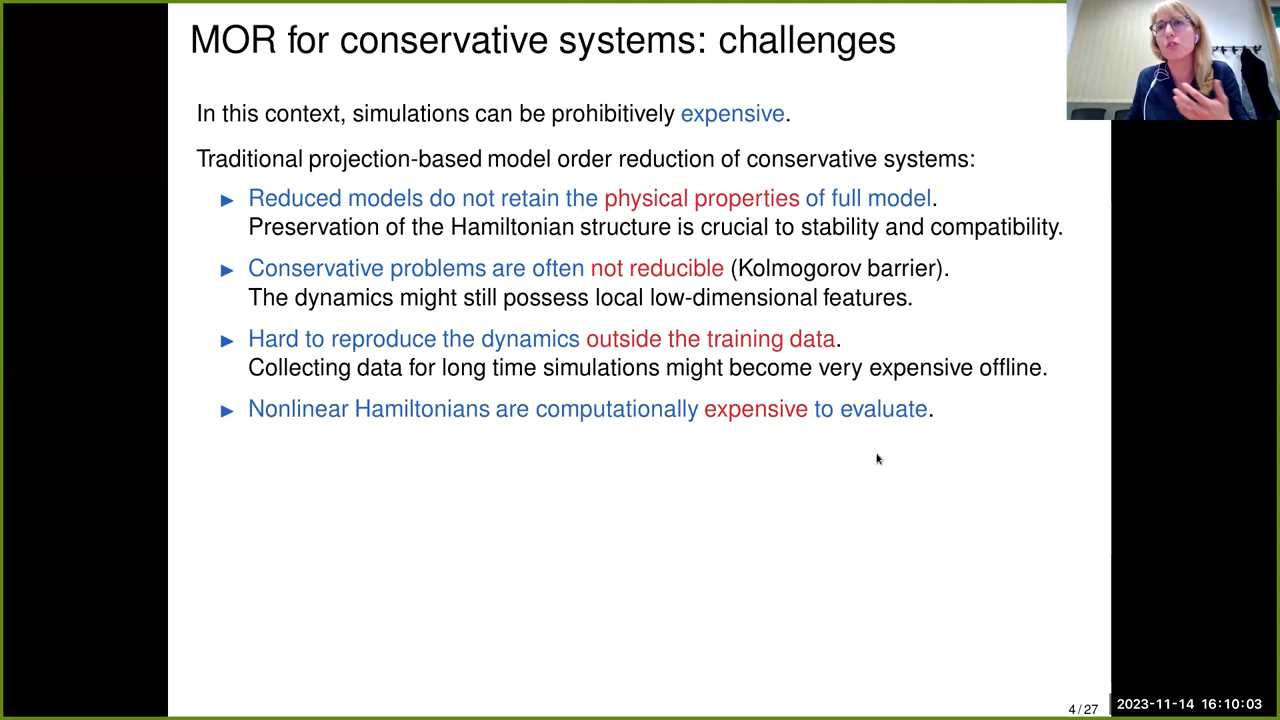 MOR for conservative systems: challenges
In this context, simulations can be prohibitively expensive.
Traditional projection-based model order reduction of conservative systems:
▶ Reduced models do not retain the physical properties of full model.
Preservation of the Hamiltonian structure is crucial to stability and compatibility.
▶ Conservative problems are often not reducible (Kolmogorov barrier).
The dynamics might still possess local low-dimensional features.
▶ Hard to reproduce the dynamics outside the training data.
Collecting data for long time simulations might become very expensive offline.
▶ Nonlinear Hamiltonians are computationally expensive to evaluate.
4 / 27
2023-11-14 16:10:03